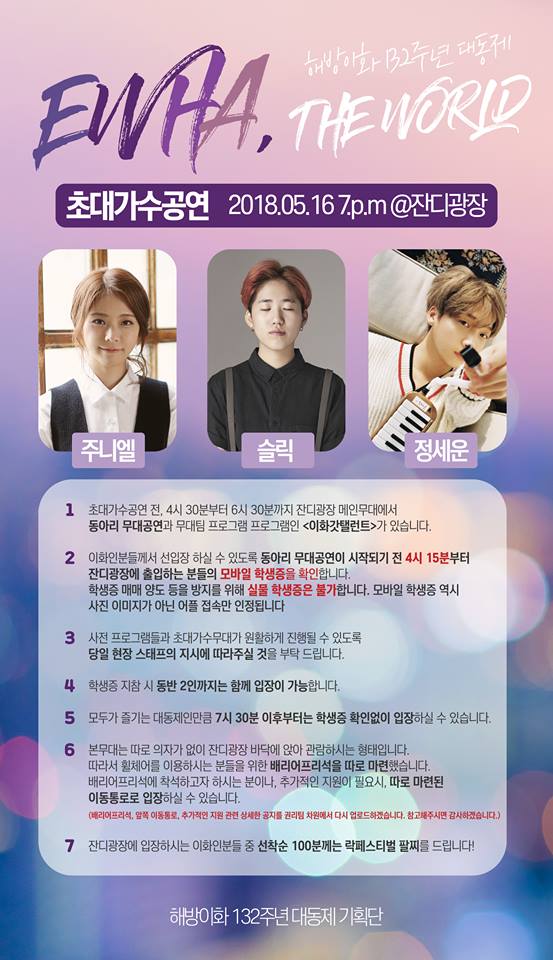 해방이화 132주년 대동제
EWHA,
THE WORLD
초대가수공연 2018.05.16 7.p.m @잔디광장
주니엘
슬릭
정세운
1 초대가수공연 전, 4시 30분부터 6시 30분까지 잔디광장 메인무대에서
동아리 무대공연과 무대팀 프로그램 프로그램인 <이화갓탤런트>가 있습니다.
2 이화인분들께서 선입장 하실 수 있도록 동아리 무대공연이 시작되기 전 4시 15분부터
잔디광장에 출입하는 분들의 모바일 학생증을 확인합니다.
학생증 매매 양도 등을 방지를 위해 실물 학생증은 불가합니다. 모바일 학생증 역시
사진 이미지가 아닌 어플 접속만 인정됩니다
3 사전 프로그램들과 초대가수무대가 원활하게 진행될 수 있도록
당일 현장 스태프의 지시에 따라주실 것을 부탁 드립니다.
4 학생증 지참 시 동반 2인까지는 함께 입장이 가능합니다.
5 모두가 즐기는 대동제인만큼 7시 30분 이후부터는 학생증 확인없이 입장하실 수 있습니다.
6 본무대는 따로 의자가 없이 잔디광장 바닥에 앉아 관람하시는 형태입니다.
따라서 휠체어를 이용하시는 분들을 위한 배리어프리석을 따로 마련했습니다.
배리어프리석에 착석하고자 하시는 분이나, 추가적인 지원이 필요시, 따로 마련된
이동통로로 입장하실 수 있습니다.
(배리어프리석, 앞쪽 이동통로, 추가적인 지원 관련 상세한 공지를 권리팀 차원에서 다시 업로드하겠습니다. 참고해주시면 감사하겠습니다.)
7 잔디광장에 입장하시는 이화인분들 중 선착순 100분께는 락페스티벌 팔찌를 드립니다!
해방이화 132주년 대동제 기획단